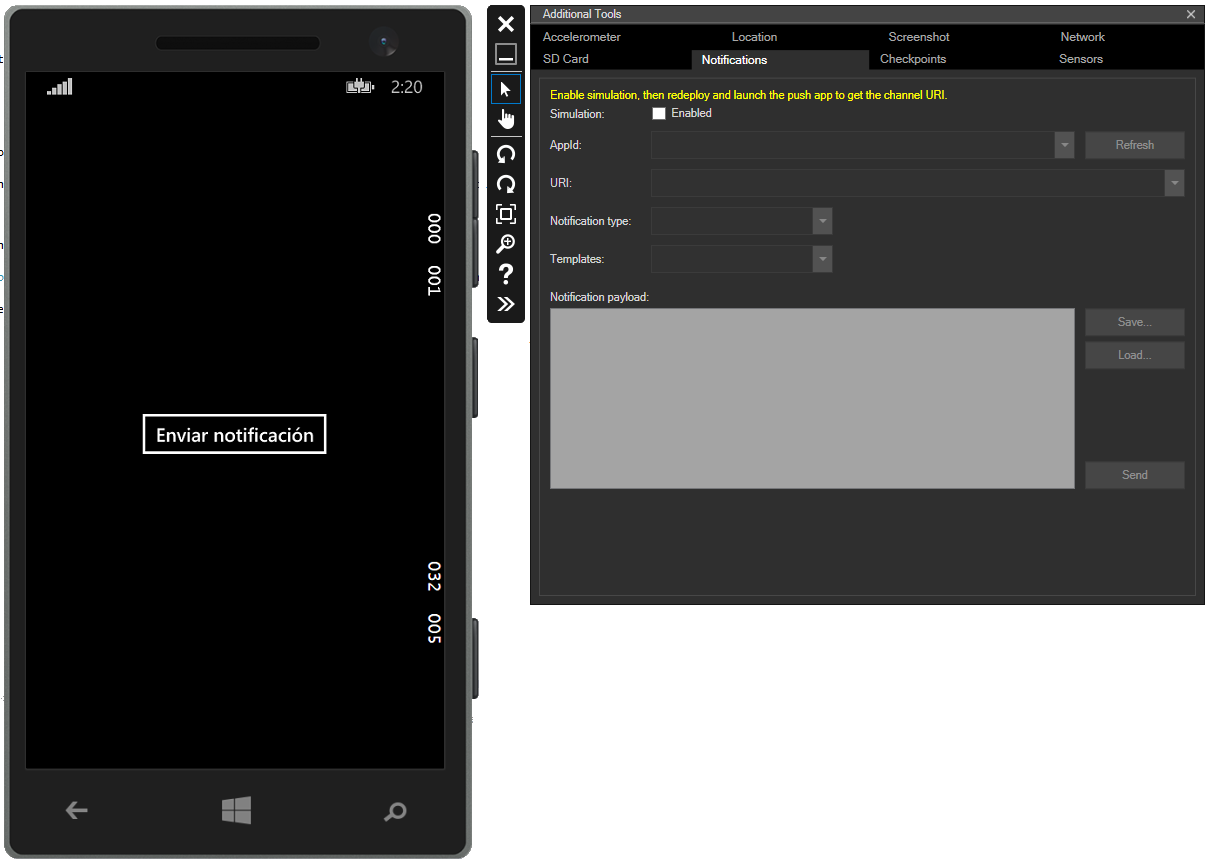 2:20
000
001
Enviar notificación
032
005
Additional Tools
Accelerometer
Location
Screenshot
Network
SD Card
Notifications
Checkpoints
Sensors
Enable simulation, then redeploy and launch the push app to get the channel URI.
Simulation:
Enabled
AppId:
Refresh
URI:
Notification type:
Templates:
Notification payload:
Save...
Load...
Send